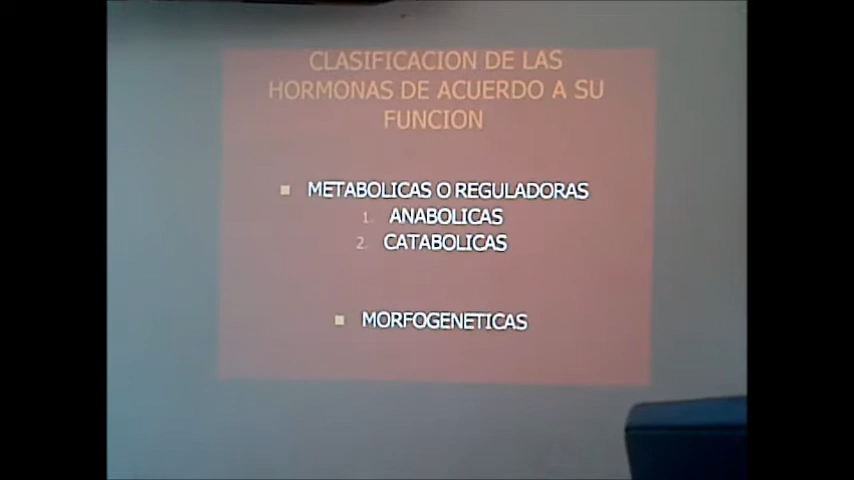 CLASIFICACION DE LAS
HORMONAS DE ACUERDO A SU
FUNCION
METABOLICAS O REGULADORAS
1. ANABOLICAS
2. CATABOLICAS
MORFOGENETICAS